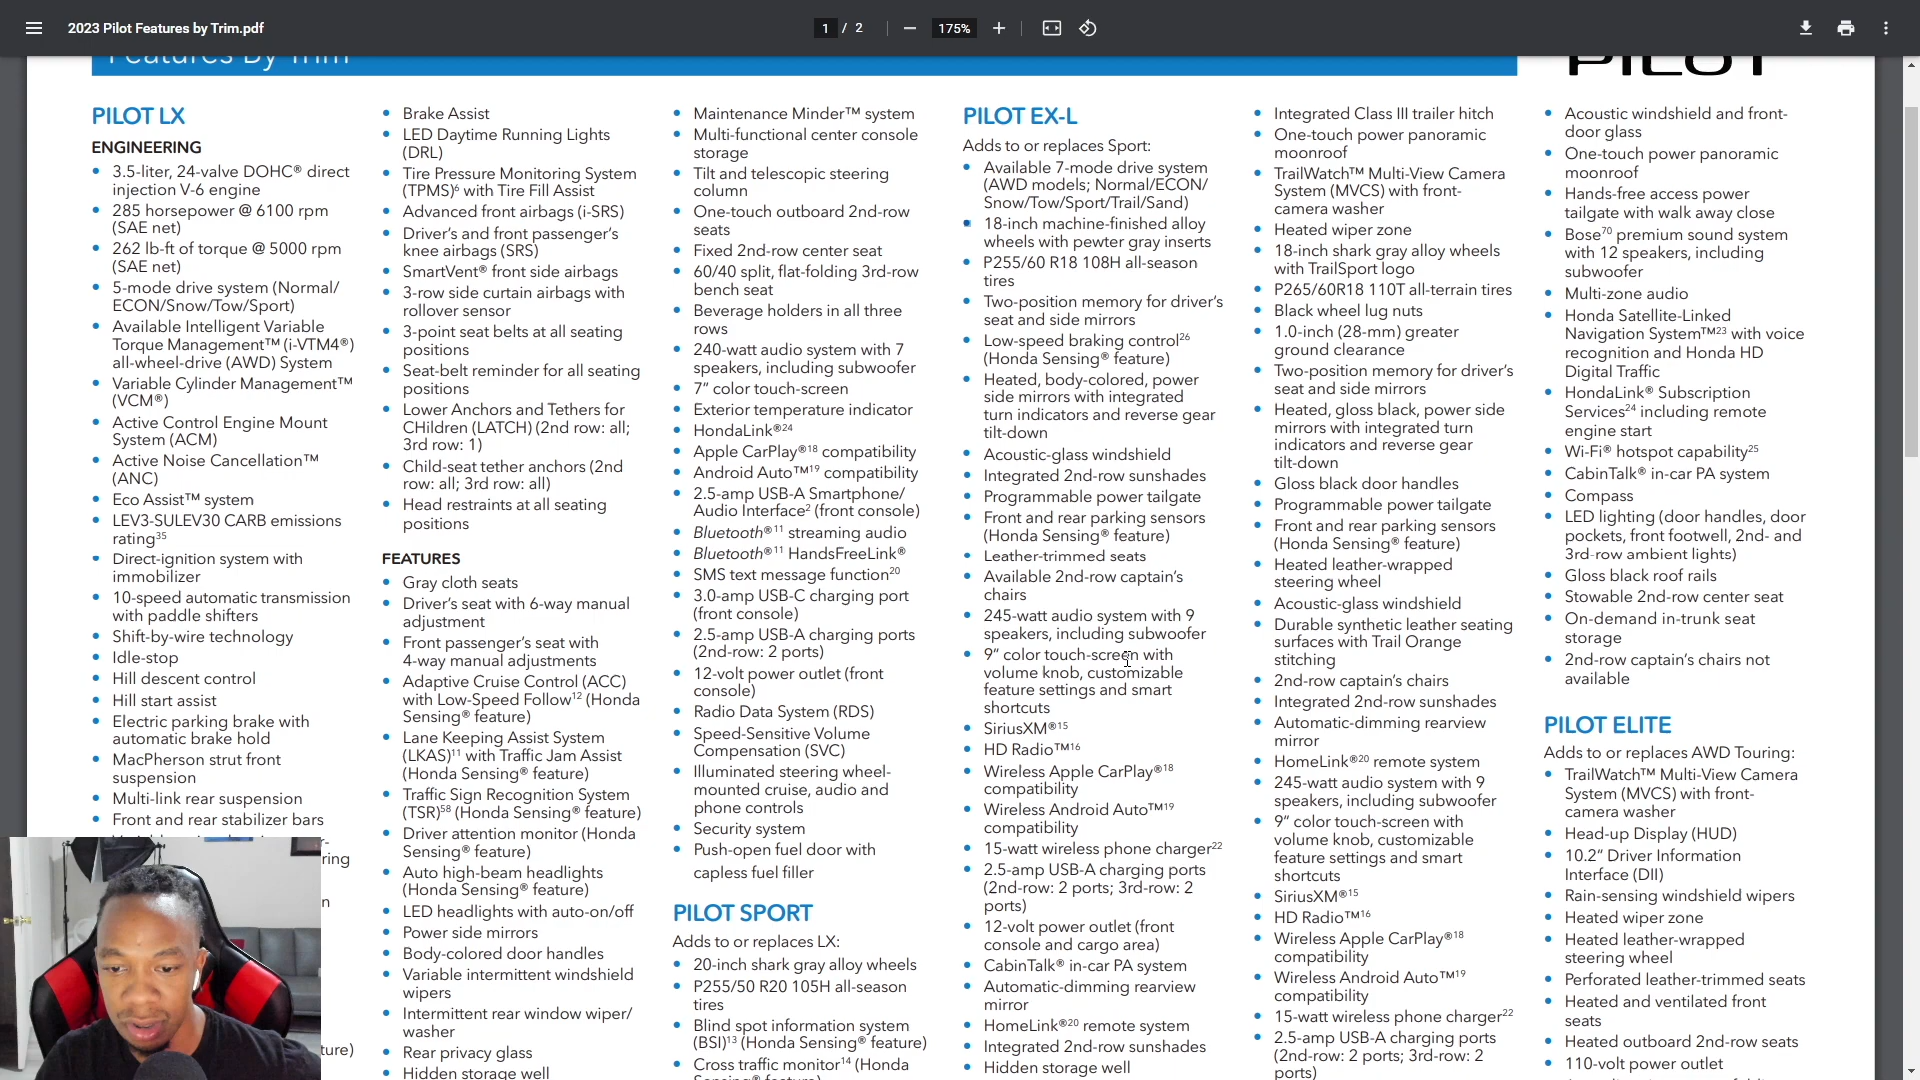 2023 Pilot Features by Trim.pdf
1 / 2
175%
Features By Trim
PILOT
PILOT LX
ENGINEERING
3.5-liter, 24-valve DOHC® direct
injection V-6 engine
285 horsepower @ 6100 rpm
(SAE net)
262 lb-ft of torque @ 5000 rpm
(SAE net)
5-mode drive system (Normal/
ECON/Snow/Tow/Sport)
Available Intelligent Variable
Torque Management™ (i-VTM4®)
all-wheel-drive (AWD) System
Variable Cylinder Management™
(VCM®)
Active Control Engine Mount
System (ACM)
Active Noise Cancellation™
(ANC)
Eco Assist™ system
LEV3-SULEV30 CARB emissions
rating35
Direct-ignition system with
immobilizer
10-speed automatic transmission
with paddle shifters
Shift-by-wire technology
Idle-stop
Hill descent control
Hill start assist
Electric parking brake with
automatic brake hold
MacPherson strut front
suspension
Multi-link rear suspension
Front and rear stabilizer bars
Brake Assist
LED Daytime Running Lights
(DRL)
Tire Pressure Monitoring System
(TPMS)6 with Tire Fill Assist
Advanced front airbags (i-SRS)
Driver's and front passenger's
knee airbags (SRS)
SmartVent® front side airbags
3-row side curtain airbags with
rollover sensor
3-point seat belts at all seating
positions
Seat-belt reminder for all seating
positions
Lower Anchors and Tethers for
CHildren (LATCH) (2nd row: all;
3rd row: 1)
Child-seat tether anchors (2nd
row: all; 3rd row: all)
Head restraints at all seating
positions
FEATURES
Gray cloth seats
Driver's seat with 6-way manual
adjustment
Front passenger's seat with
4-way manual adjustments
Adaptive Cruise Control (ACC)
with Low-Speed Follow12 (Honda
Sensing® feature)
Lane Keeping Assist System
(LKAS)11 with Traffic Jam Assist
(Honda Sensing® feature)
Traffic Sign Recognition System
(TSR)58 (Honda Sensing® feature)
Driver attention monitor (Honda
Sensing® feature)
Auto high-beam headlights
(Honda Sensing® feature)
LED headlights with auto-on/off
Power side mirrors
Body-colored door handles
Variable intermittent windshield
wipers
Intermittent rear window wiper/
washer
Rear privacy glass
Hidden storage well
Maintenance Minder™ system
Multi-functional center console
storage
Tilt and telescopic steering
column
One-touch outboard 2nd-row
seats
Fixed 2nd-row center seat
60/40 split, flat-folding 3rd-row
bench seat
Beverage holders in all three
rows
240-watt audio system with 7
speakers, including subwoofer
7" color touch-screen
Exterior temperature indicator
HondaLink®24
Apple CarPlay®18 compatibility
Android Auto™19 compatibility
2.5-amp USB-A Smartphone/
Audio Interface2 (front console)
Bluetooth®11 streaming audio
Bluetooth®11 HandsFreeLink®
SMS text message function20
3.0-amp USB-C charging port
(front console)
2.5-amp USB-A charging ports
(2nd-row: 2 ports)
12-volt power outlet (front
console)
Radio Data System (RDS)
Speed-Sensitive Volume
Compensation (SVC)
Illuminated steering wheel-
mounted cruise, audio and
phone controls
Security system
Push-open fuel door with
capless fuel filler
PILOT SPORT
Adds to or replaces LX:
20-inch shark gray alloy wheels
P255/50 R20 105H all-season
tires
Blind spot information system
(BSI)13 (Honda Sensing® feature)
Cross traffic monitor14 (Honda
Sensing® feature)
PILOT EX-L
Adds to or replaces Sport:
Available 7-mode drive system
(AWD models; Normal/ECON/
Snow/Tow/Sport/Trail/Sand)
18-inch machine-finished alloy
wheels with pewter gray inserts
P255/60 R18 108H all-season
tires
Two-position memory for driver's
seat and side mirrors
Low-speed braking control26
(Honda Sensing® feature)
Heated, body-colored, power
side mirrors with integrated
turn indicators and reverse gear
tilt-down
Acoustic-glass windshield
Integrated 2nd-row sunshades
Programmable power tailgate
Front and rear parking sensors
(Honda Sensing® feature)
Leather-trimmed seats
Available 2nd-row captain's
chairs
245-watt audio system with 9
speakers, including subwoofer
9" color touch-screen with
volume knob, customizable
feature settings and smart
shortcuts
SiriusXM®15
HD Radio™16
Wireless Apple CarPlay®18
compatibility
Wireless Android Auto™19
compatibility
15-watt wireless phone charger22
2.5-amp USB-A charging ports
(2nd-row: 2 ports; 3rd-row: 2
ports)
12-volt power outlet (front
console and cargo area)
CabinTalk® in-car PA system
Automatic-dimming rearview
mirror
HomeLink®20 remote system
Integrated 2nd-row sunshades
Hidden storage well
Integrated Class III trailer hitch
One-touch power panoramic
moonroof
TrailWatch™ Multi-View Camera
System (MVCS) with front-
camera washer
Heated wiper zone
18-inch shark gray alloy wheels
with TrailSport logo
P265/60R18 110T all-terrain tires
Black wheel lug nuts
1.0-inch (28-mm) greater
ground clearance
Two-position memory for driver's
seat and side mirrors
Heated, gloss black, power side
mirrors with integrated turn
indicators and reverse gear
tilt-down
Gloss black door handles
Programmable power tailgate
Front and rear parking sensors
(Honda Sensing® feature)
Heated leather-wrapped
steering wheel
Acoustic-glass windshield
Durable synthetic leather seating
surfaces with Trail Orange
stitching
2nd-row captain's chairs
Integrated 2nd-row sunshades
Automatic-dimming rearview
mirror
HomeLink®20 remote system
245-watt audio system with 9
speakers, including subwoofer
9" color touch-screen with
volume knob, customizable
feature settings and smart
shortcuts
SiriusXM®15
HD Radio™16
Wireless Apple CarPlay®18
compatibility
Wireless Android Auto™19
compatibility
15-watt wireless phone charger22
2.5-amp USB-A charging ports
(2nd-row: 2 ports; 3rd-row: 2
ports)
Acoustic windshield and front-
door glass
One-touch power panoramic
moonroof
Hands-free access power
tailgate with walk away close
Bose70 premium sound system
with 12 speakers, including
subwoofer
Multi-zone audio
Honda Satellite-Linked
Navigation System™23 with voice
recognition and Honda HD
Digital Traffic
HondaLink® Subscription
Services24 including remote
engine start
Wi-Fi® hotspot capability25
CabinTalk® in-car PA system
Compass
LED lighting (door handles, door
pockets, front footwell, 2nd- and
3rd-row ambient lights)
Gloss black roof rails
Stowable 2nd-row center seat
On-demand in-trunk seat
storage
2nd-row captain's chairs not
available
PILOT ELITE
Adds to or replaces AWD Touring:
TrailWatch™ Multi-View Camera
System (MVCS) with front-
camera washer
Head-up Display (HUD)
10.2" Driver Information
Interface (DII)
Rain-sensing windshield wipers
Heated wiper zone
Heated leather-wrapped
steering wheel
Perforated leather-trimmed seats
Heated and ventilated front
seats
Heated outboard 2nd-row seats
110-volt power outlet